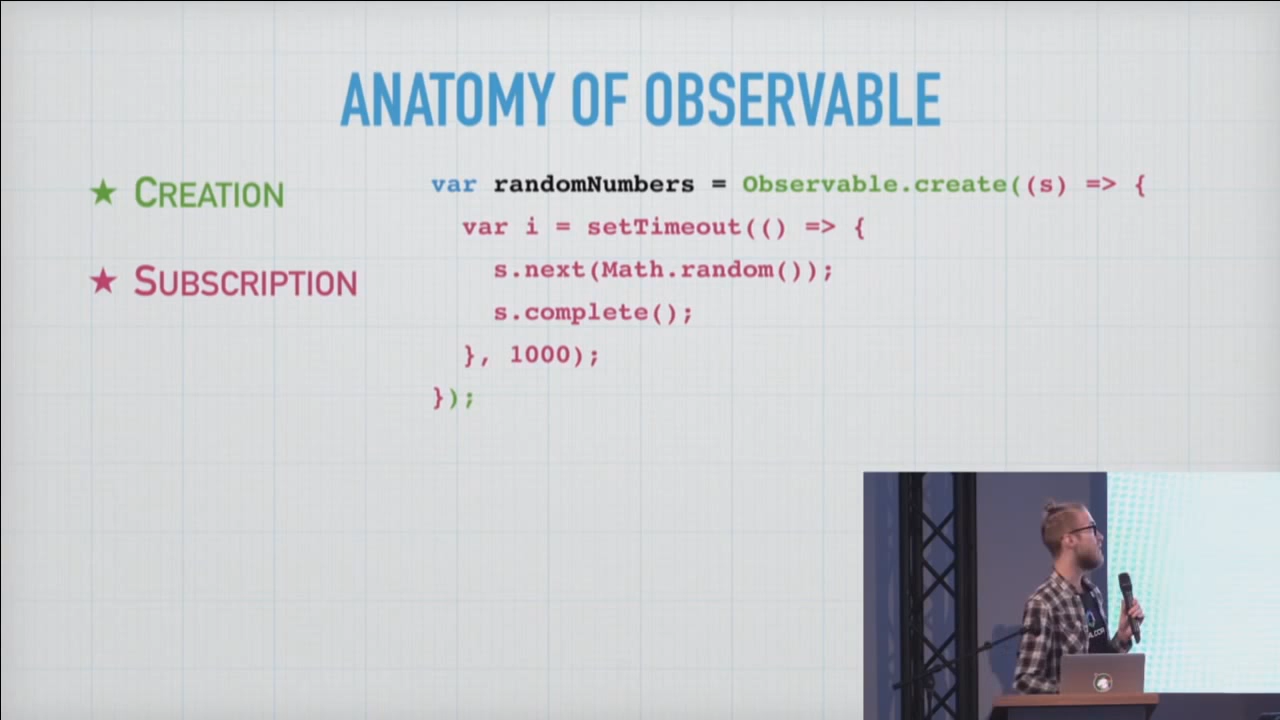 ANATOMY OF OBSERVABLE
★ CREATION
★ SUBSCRIPTION
var randomNumbers = Observable.create((s) => {
var i = setTimeout(() => {
s.next(Math.random());
s.complete();
}, 1000);
});